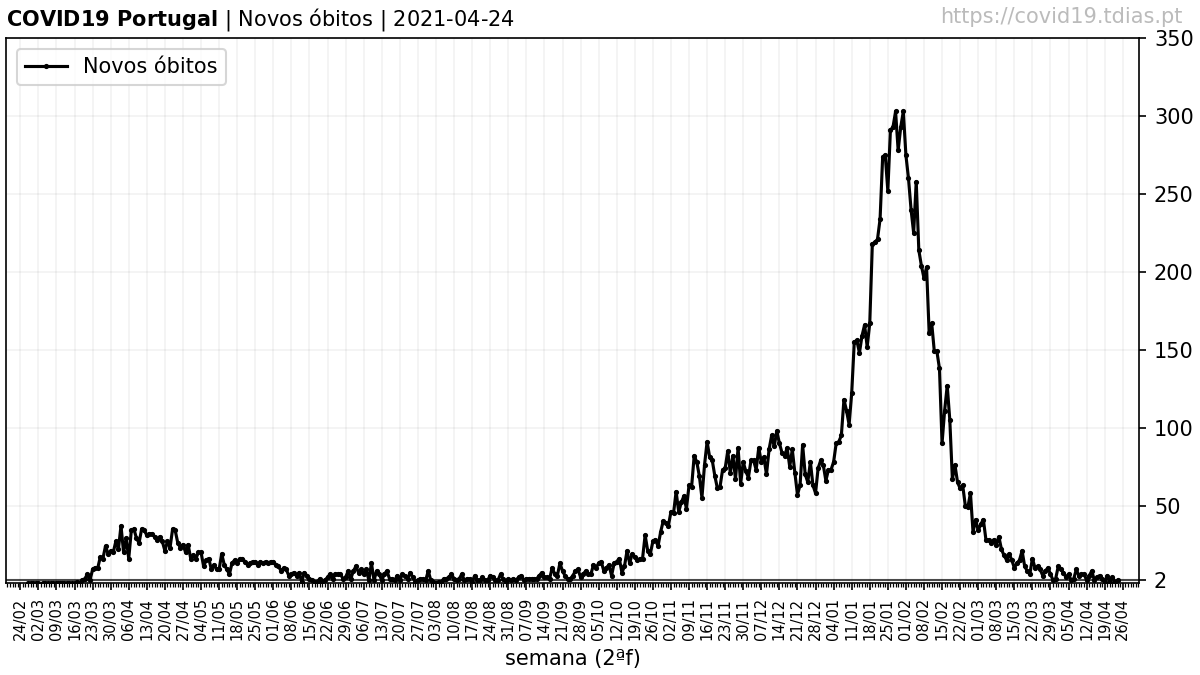 COVID19 Portugal | Novos óbitos | 2021-04-24
https://covid19.tdias.pt
Novos óbitos
350
300
250
200
150
100
50
2
24/02 02/03 09/03 16/03 23/03 30/03 06/04 13/04 20/04 27/04 04/05 11/05 18/05 25/05 01/06 08/06 15/06 22/06 29/06 06/07 13/07 20/07 27/07 03/08 10/08 17/08 24/08 31/08 07/09 14/09 21/09 28/09 05/10 12/10 19/10 26/10 02/11 09/11 16/11 23/11 30/11 07/12 14/12 21/12 28/12 04/01 11/01 18/01 25/01 01/02 08/02 15/02 22/02 01/03 08/03 15/03 22/03 29/03 05/04 12/04 19/04 26/04
semana (2ªf)